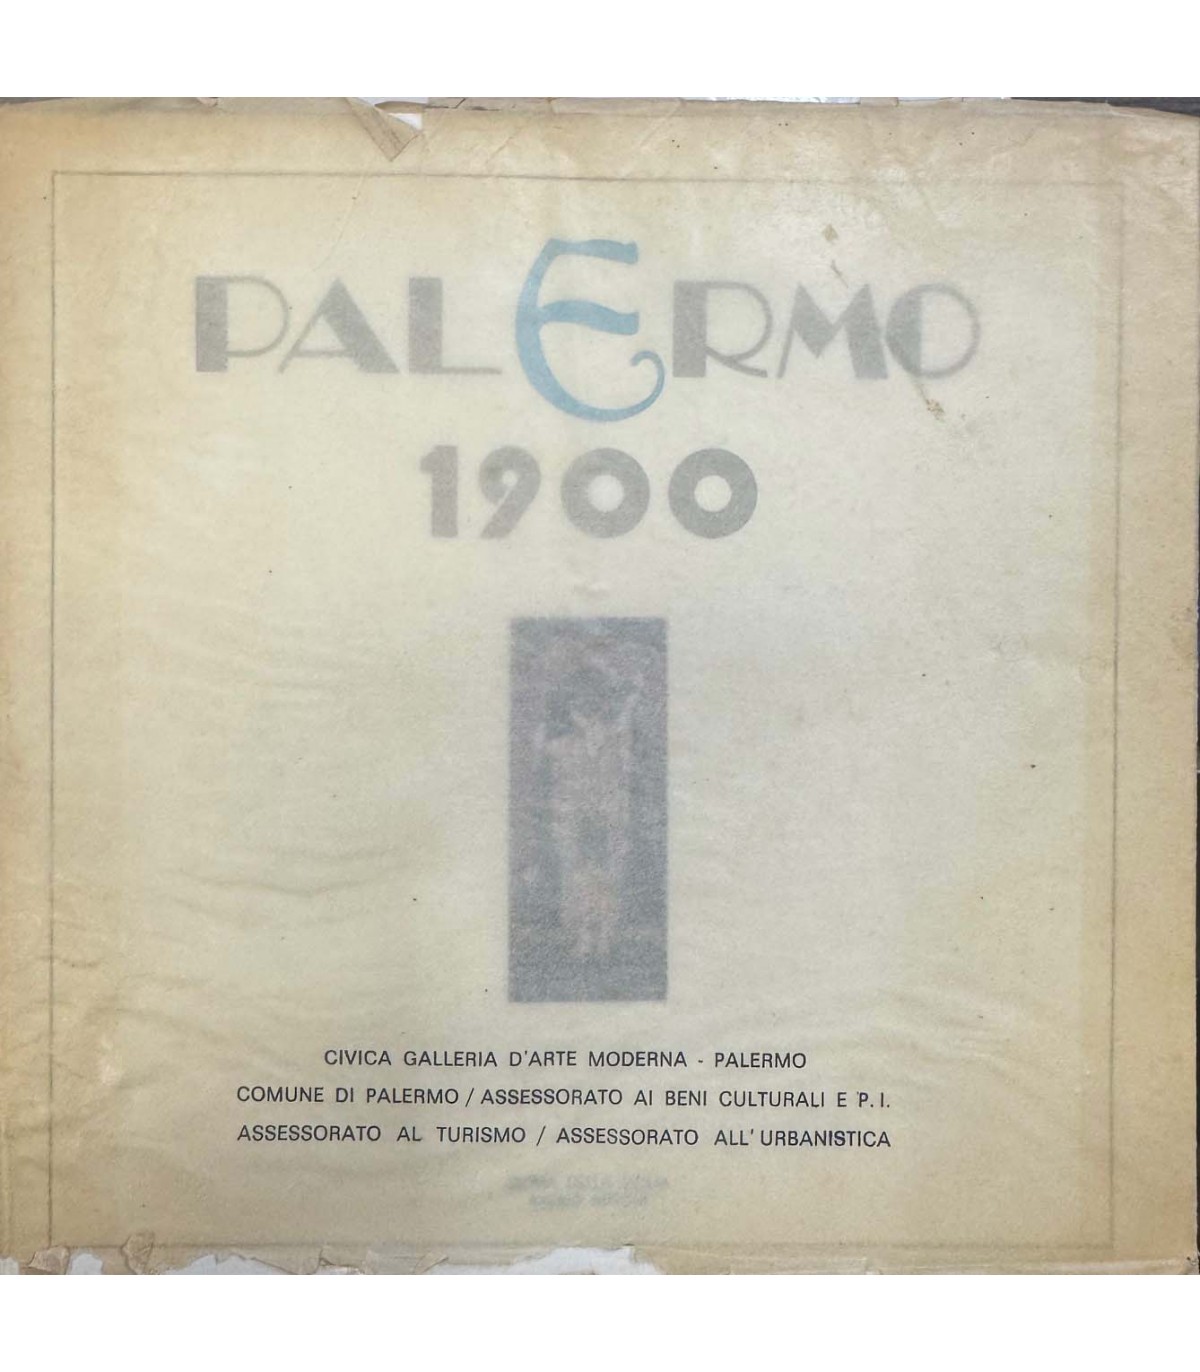 PALERMO
1900
CIVICA GALLERIA D'ARTE MODERNA - PALERMO
COMUNE DI PALERMO / ASSESSORATO AI BENI CULTURALI E P.I.
ASSESSORATO AL TURISMO / ASSESSORATO ALL'URBANISTICA